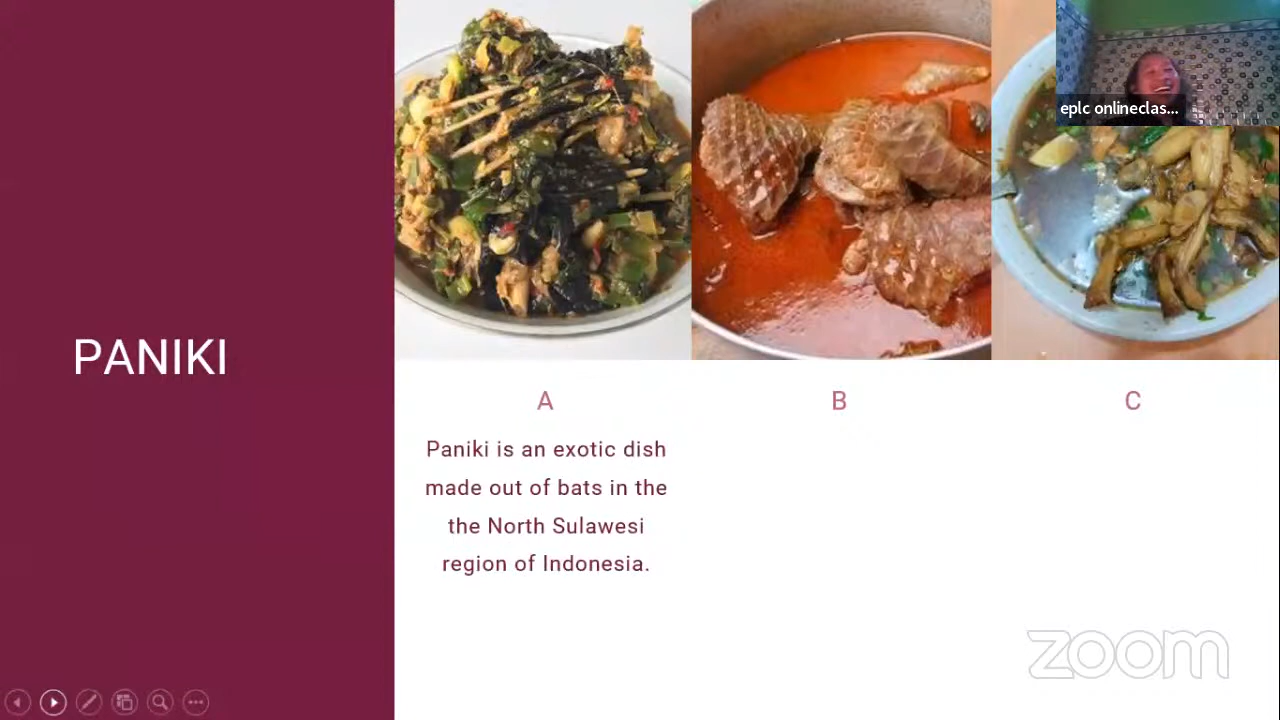 eplc onlineclas...
PANIKI
A
B
C
Paniki is an exotic dish
made out of bats in the
the North Sulawesi
region of Indonesia.
zoom